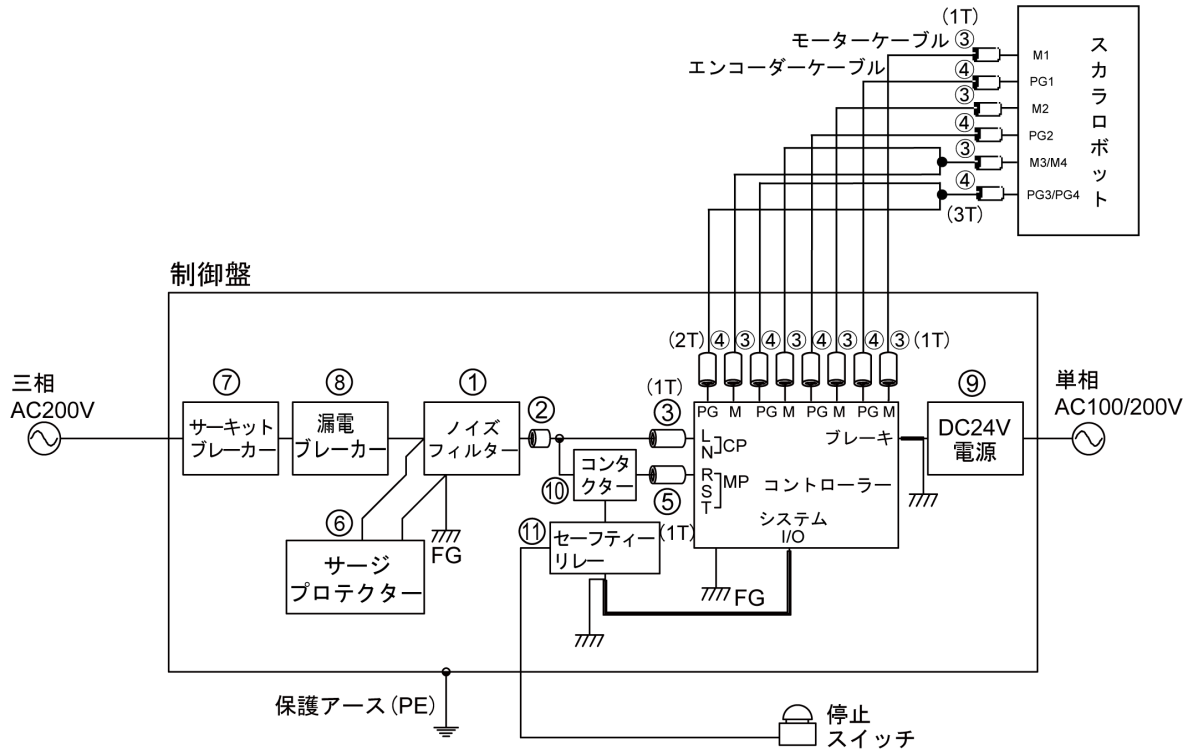 (1T)
モーターケーブル ③
エンコーダーケーブル ④
③
④
③
④
(3T)
M1
PG1
M2
PG2
M3/M4
PG3/PG4
スカラロボット
制御盤
(2T) ④ ③ ④ ③ ④ ③ ④ ③ (1T)
三相
AC200V
⑦
サーキット
ブレーカー
⑧
漏電
ブレーカー
①
ノイズ
フィルター
②
(1T)
③
PG M PG M PG M PG M
L
N
CP
R
S
T
MP
ブレーキ
コントローラー
システム
I/O
⑨
DC24V
電源
単相
AC100/200V
コンタ
クター
⑩
⑤
(1T)
⑪
セーフティー
リレー
⑥
サージ
プロテクター
FG
FG
保護アース(PE)
停止
スイッチ